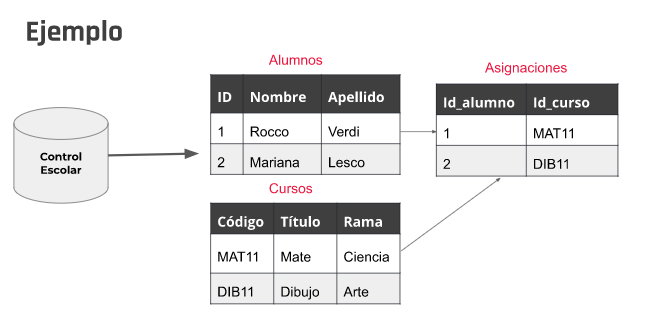 Ejemplo
Control
Escolar
Alumnos
ID Nombre Apellido
1 Rocco Verdi
2 Mariana Lesco
Cursos
Código Título Rama
MAT11 Mate Ciencia
DIB11 Dibujo Arte
Asignaciones
Id_alumno Id_curso
1 MAT11
2 DIB11